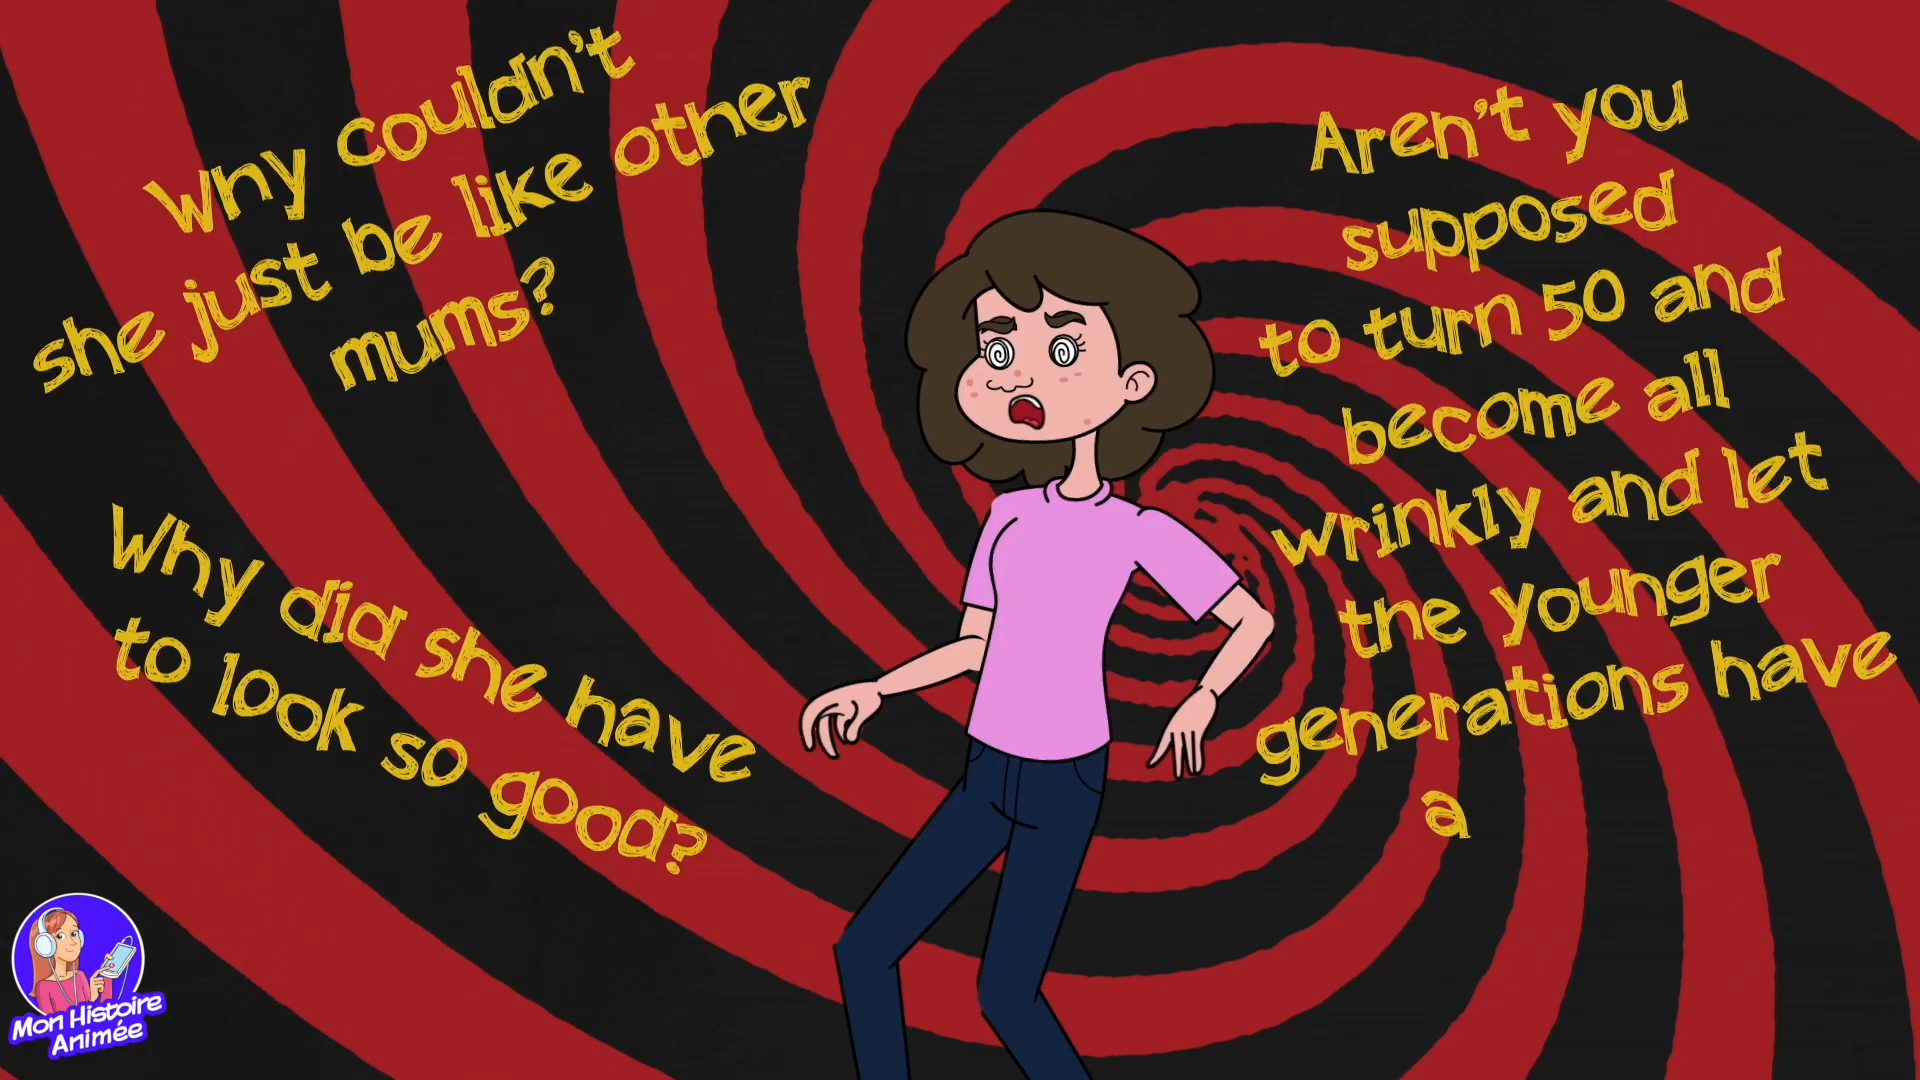 Why couldn't
she just be like other
mums?
Why did she have
to look so good?
Aren't you
supposed
to turn 50 and
become all
wrinkly and let
the younger
generations have
a
Mon Histoire
Animée